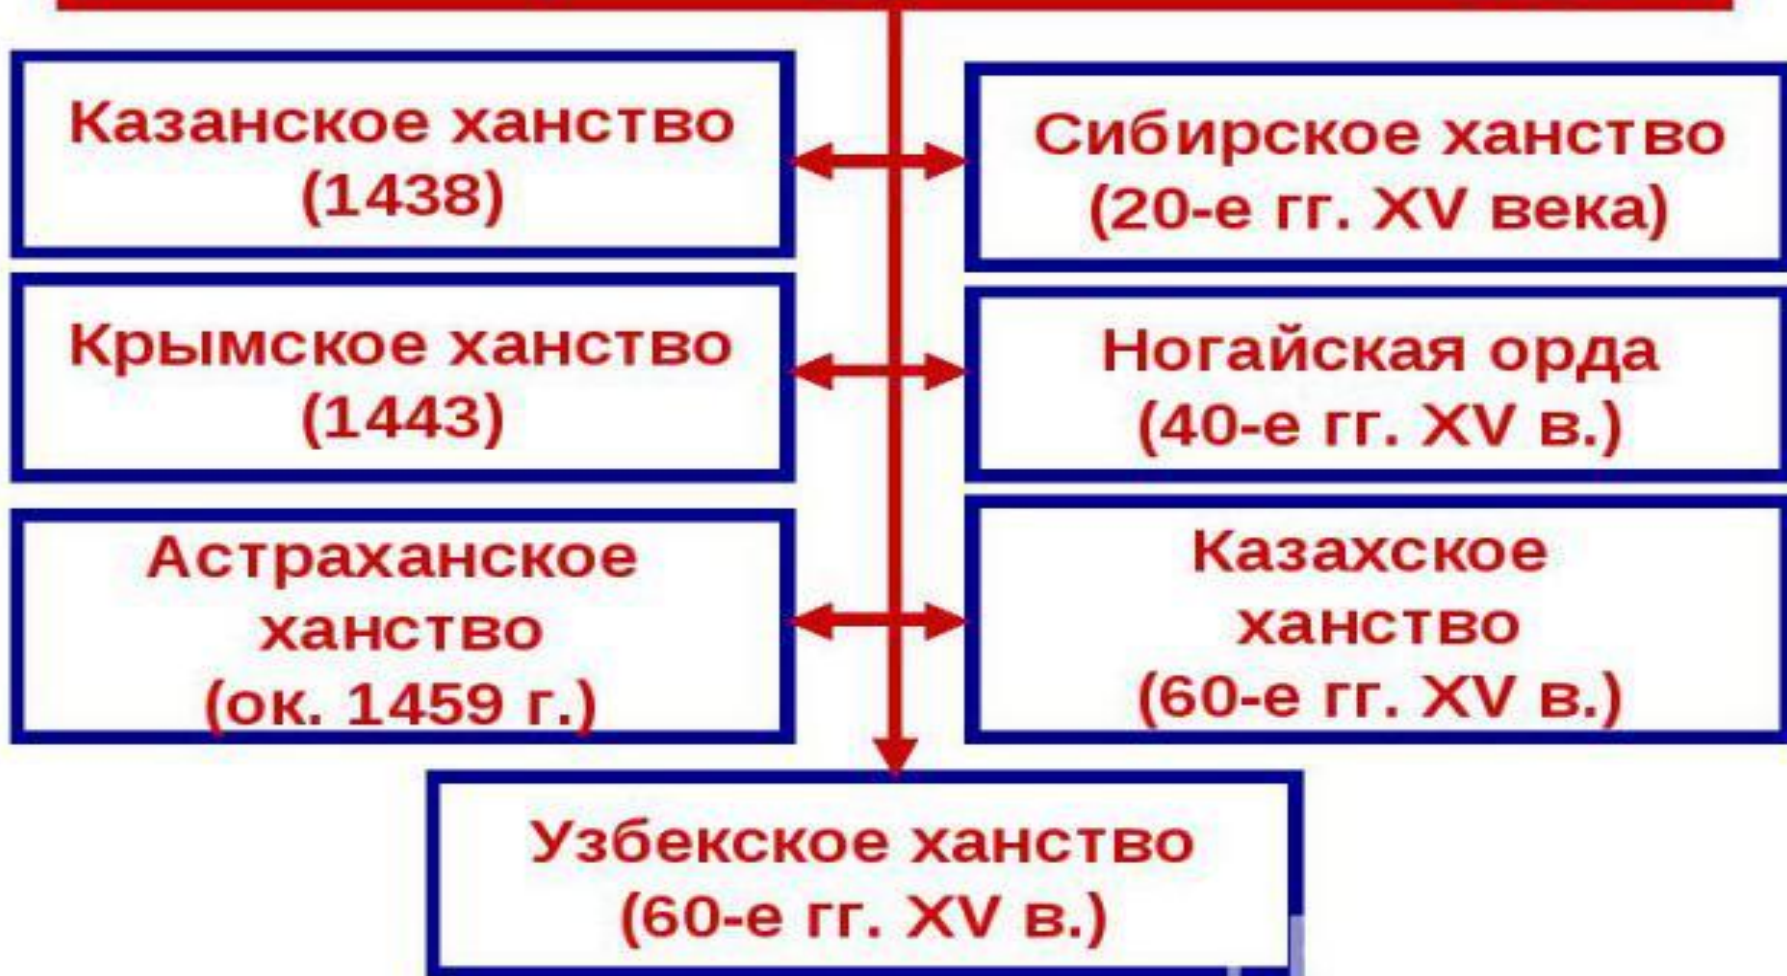 Казанское ханство
(1438)
Сибирское ханство
(20-е гг. XV века)
Крымское ханство
(1443)
Ногайская орда
(40-е гг. XV в.)
Астраханское
ханство
(ок. 1459 г.)
Казахское
ханство
(60-е гг. XV в.)
Узбекское ханство
(60-е гг. XV в.)